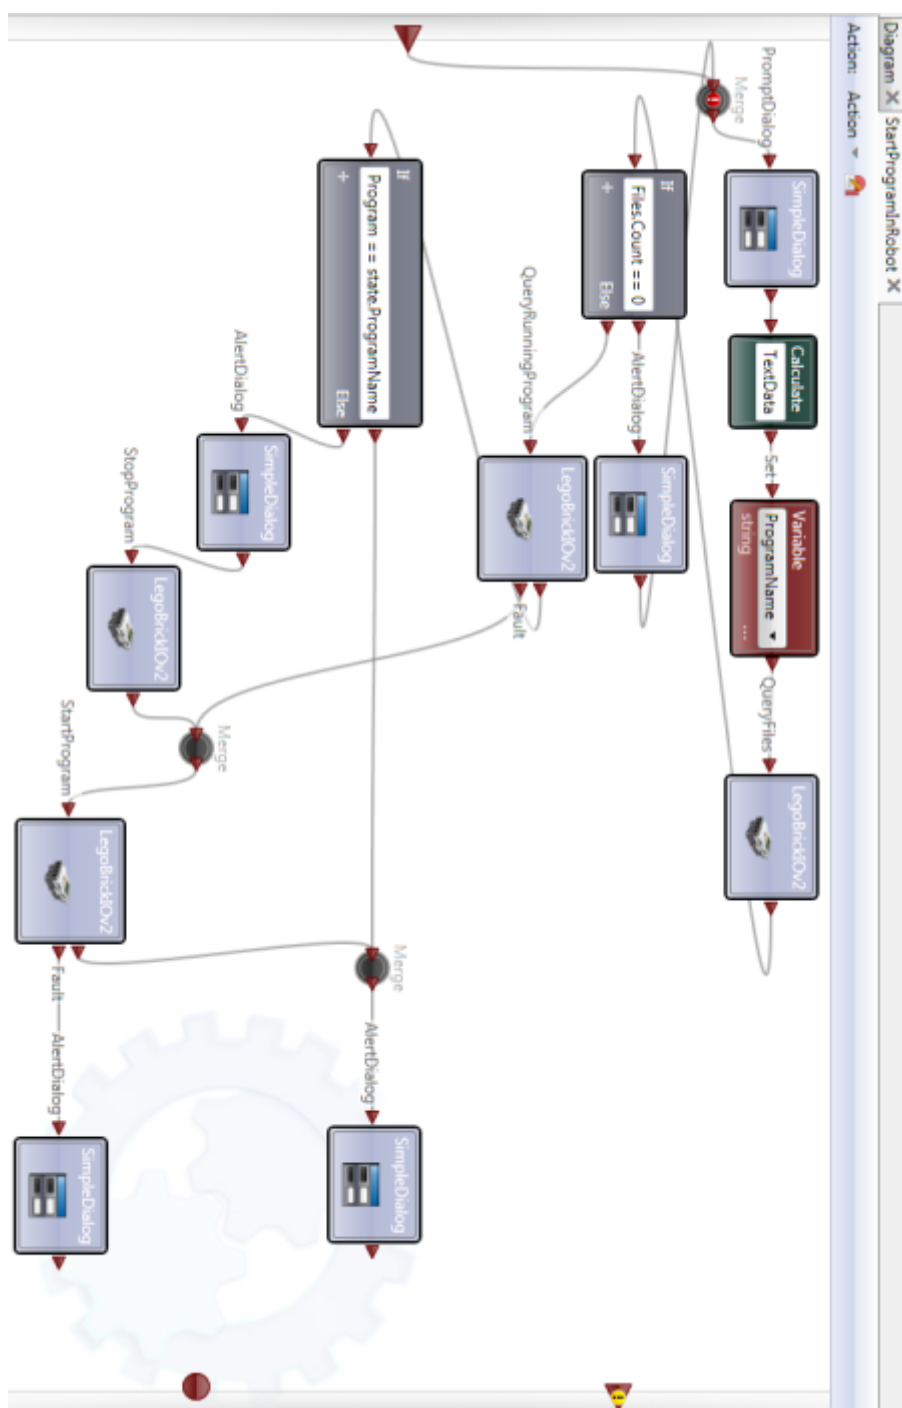 Diagram X StartProgramInRobot X
Action: Action
Merge
PromptDialog
SimpleDialog
Calculate
TextData
Set
Variable
ProgramName
string
...
QueryFiles
LegoBrickIOv2
If
Files.Count == 0
+
Else
AlertDialog
SimpleDialog
QueryRunningProgram
LegoBrickIOv2
Fault
If
Program == state.ProgramName
+
Else
AlertDialog
SimpleDialog
StopProgram
LegoBrickIOv2
Merge
StartProgram
LegoBrickIOv2
Merge
AlertDialog
SimpleDialog
Fault
AlertDialog
SimpleDialog